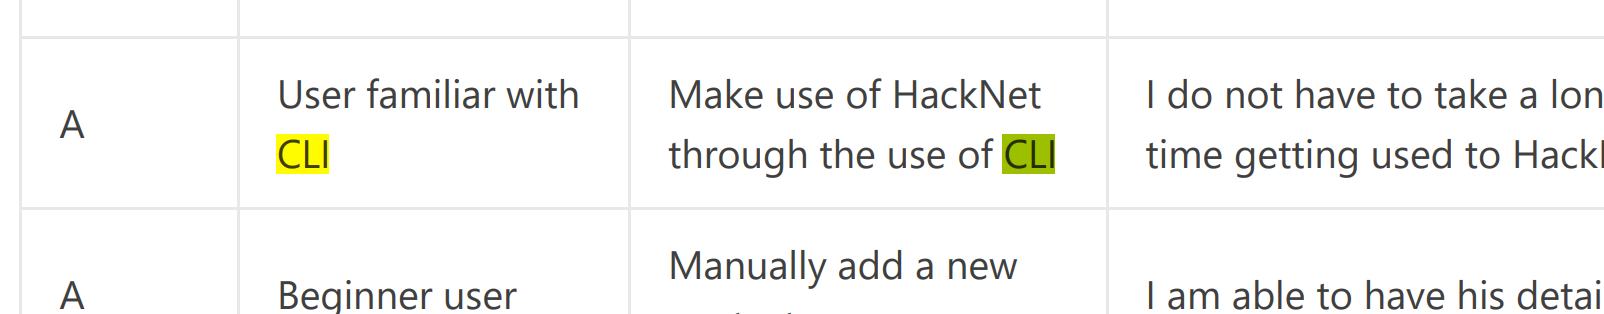 A
User familiar with
CLI
Make use of HackNet
through the use of CLI
I do not have to take a lon
time getting used to Hack
A
Beginner user
Manually add a new
I am able to have his detai